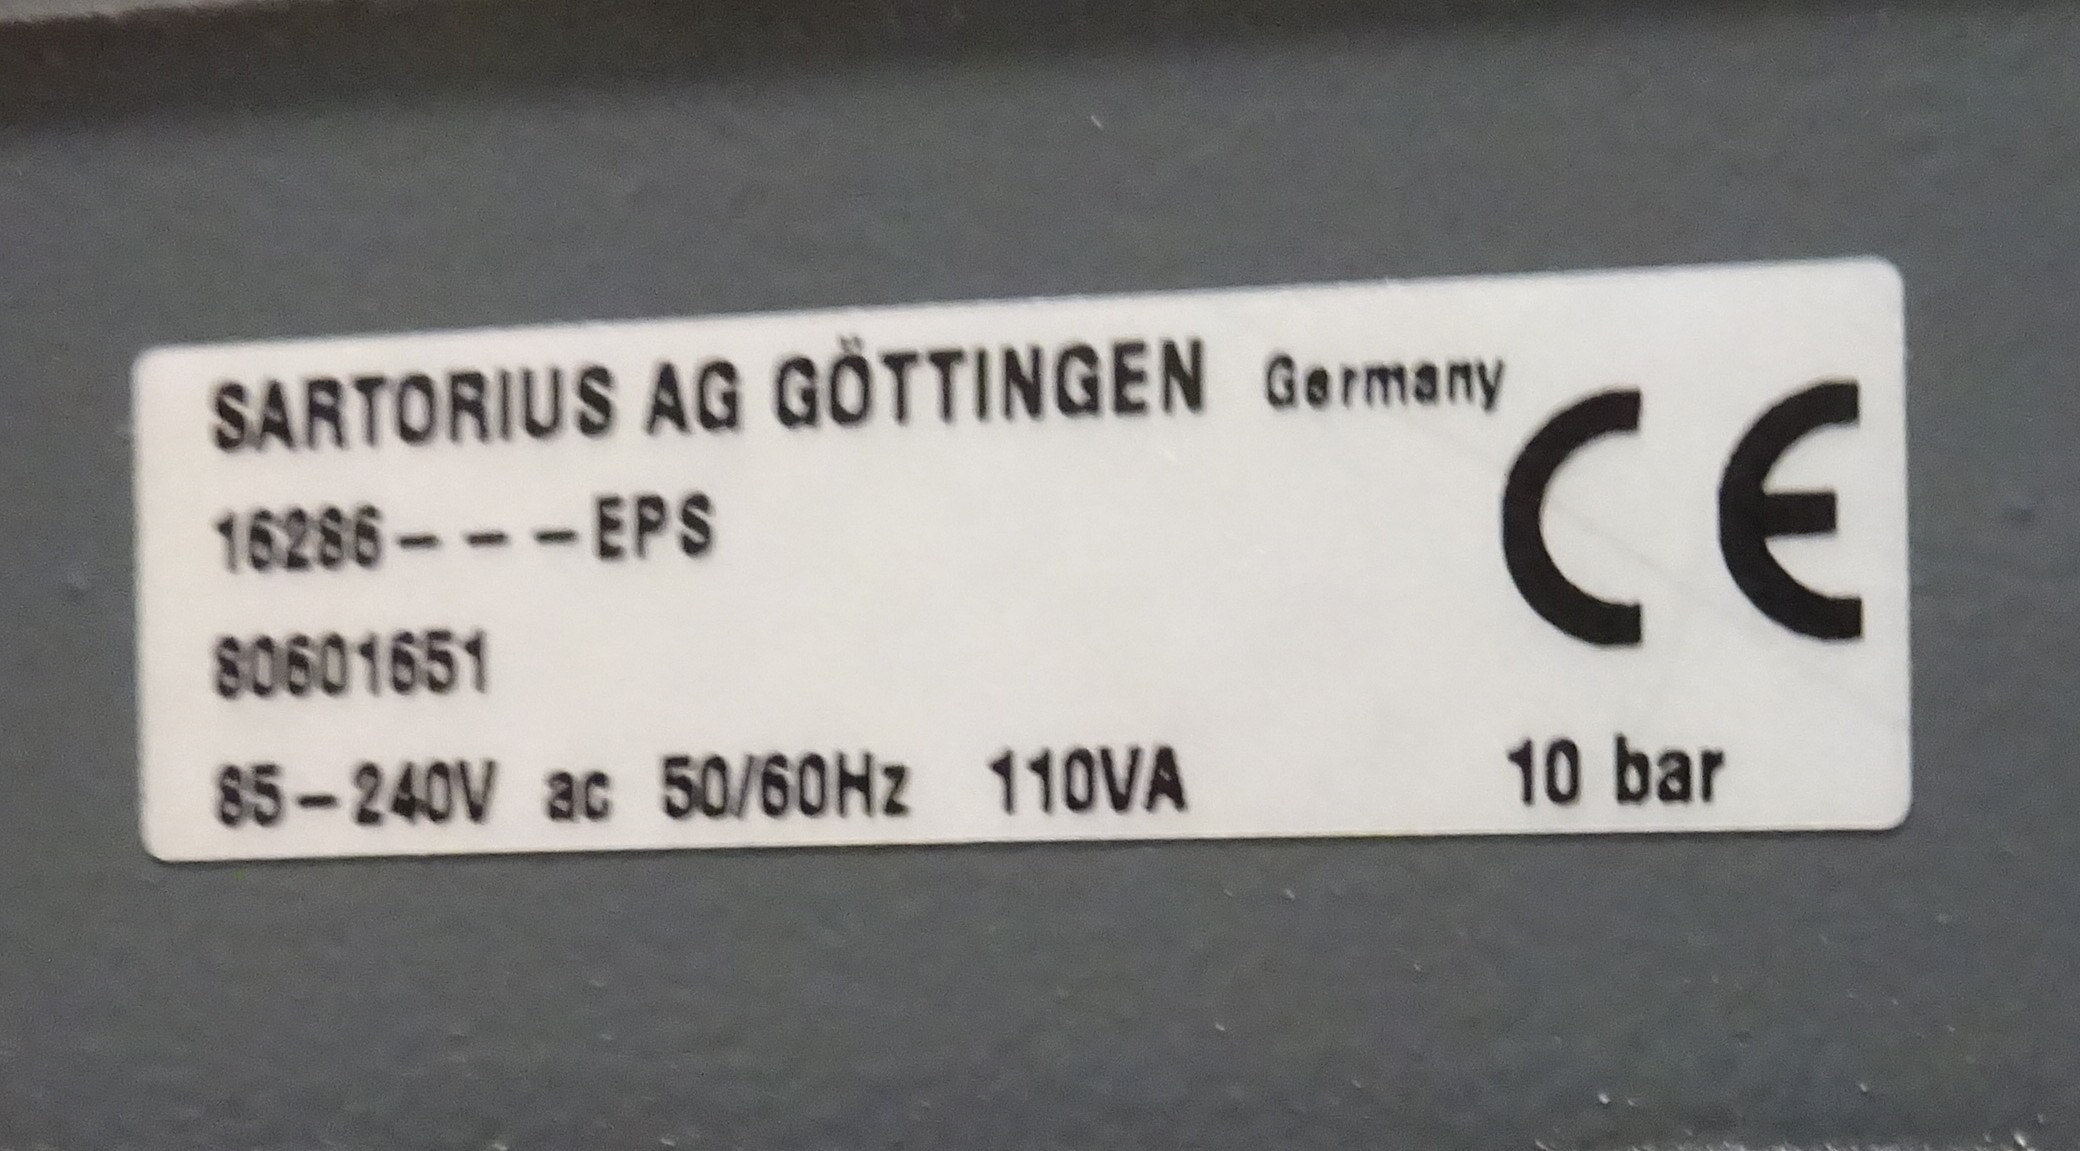 SARTORIUS AG GÖTTINGEN Germany
16286---EPS
80601651
85-240V ac 50/60Hz 110VA 10 bar
CE